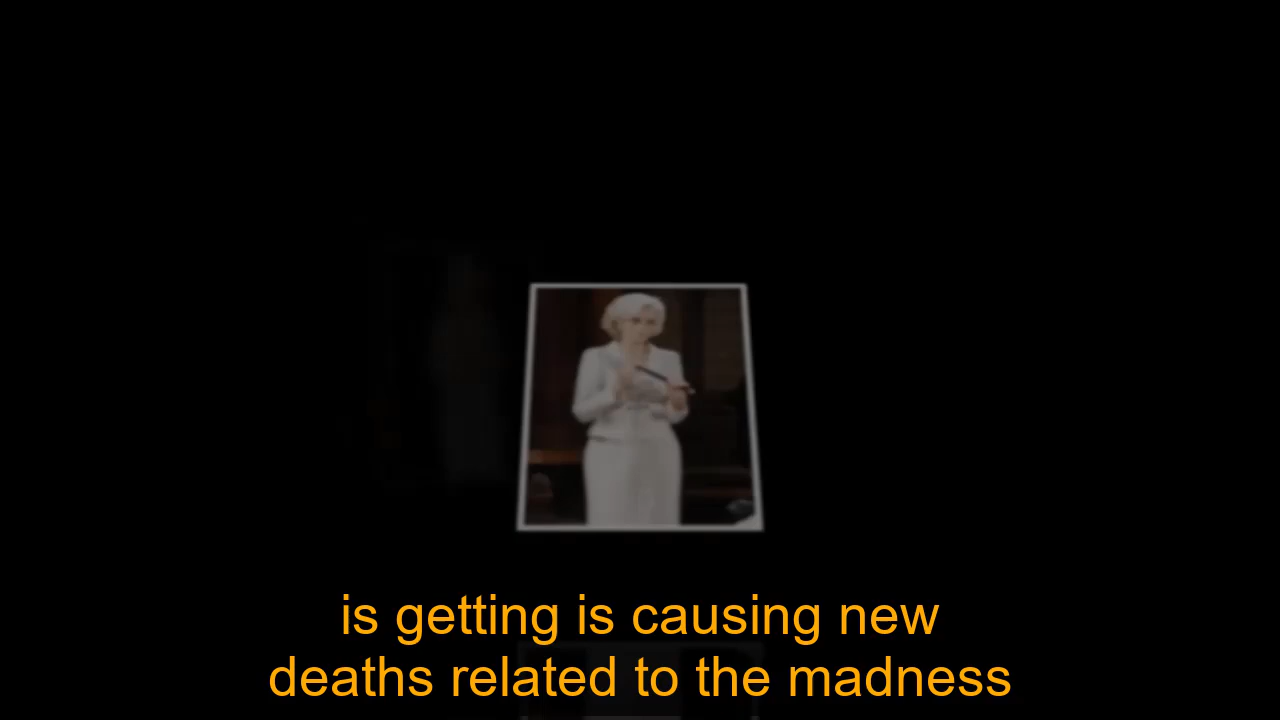 is getting is causing new
deaths related to the madness